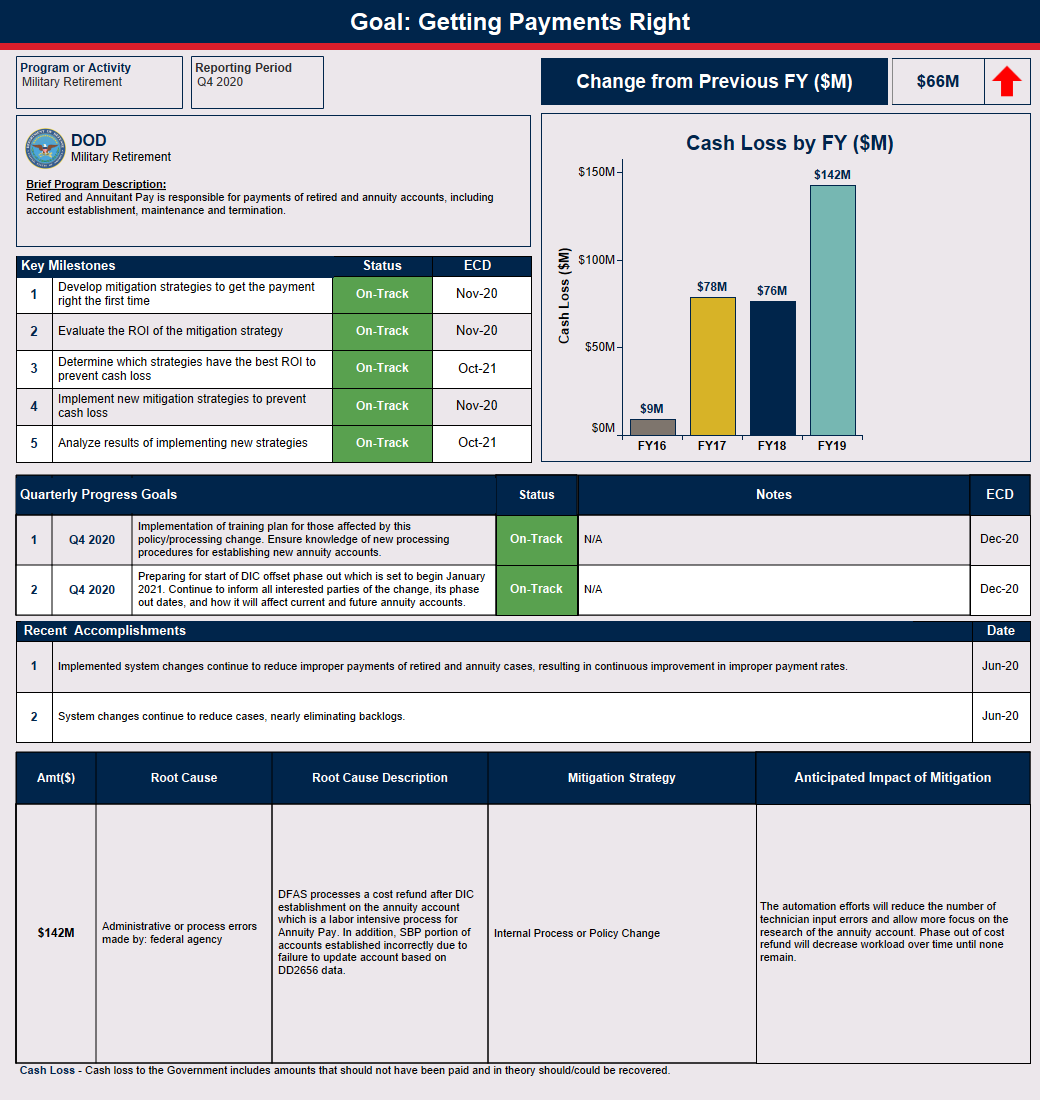 Goal: Getting Payments Right
Program or Activity
Military Retirement
Reporting Period
Q4 2020
Change from Previous FY ($M)
$66M
DOD
Military Retirement
Brief Program Description:
Retired and Annuitant Pay is responsible for payments of retired and annuity accounts, including
account establishment, maintenance and termination.
Cash Loss by FY ($M)
Cash Loss ($M)
$150M
$100M
$50M
$0M
$9M
$78M
$76M
$142M
FY16 FY17 FY18 FY19
Key Milestones Status ECD
1 Develop mitigation strategies to get the payment
right the first time On-Track Nov-20
2 Evaluate the ROI of the mitigation strategy On-Track Nov-20
3 Determine which strategies have the best ROI to
prevent cash loss On-Track Oct-21
4 Implement new mitigation strategies to prevent
cash loss On-Track Nov-20
5 Analyze results of implementing new strategies On-Track Oct-21
Quarterly Progress Goals Status Notes ECD
1 Q4 2020 Implementation of training plan for those affected by this
policy/processing change. Ensure knowledge of new processing
procedures for establishing new annuity accounts. On-Track N/A Dec-20
2 Q4 2020 Preparing for start of DIC offset phase out which is set to begin January
2021. Continue to inform all interested parties of the change, its phase
out dates, and how it will affect current and future annuity accounts. On-Track N/A Dec-20
Recent Accomplishments Date
1 Implemented system changes continue to reduce improper payments of retired and annuity cases, resulting in continuous improvement in improper payment rates. Jun-20
2 System changes continue to reduce cases, nearly eliminating backlogs. Jun-20
Amt($) Root Cause Root Cause Description Mitigation Strategy Anticipated Impact of Mitigation
$142M
Administrative or process errors
made by: federal agency
DFAS processes a cost refund after DIC
establishment on the annuity account
which is a labor intensive process for
Annuity Pay. In addition, SBP portion of
accounts established incorrectly due to
failure to update account based on
DD2656 data.
Internal Process or Policy Change
The automation efforts will reduce the number of
technician input errors and allow more focus on the
research of the annuity account. Phase out of cost
refund will decrease workload over time until none
remain.
Cash Loss - Cash loss to the Government includes amounts that should not have been paid and in theory should/could be recovered.